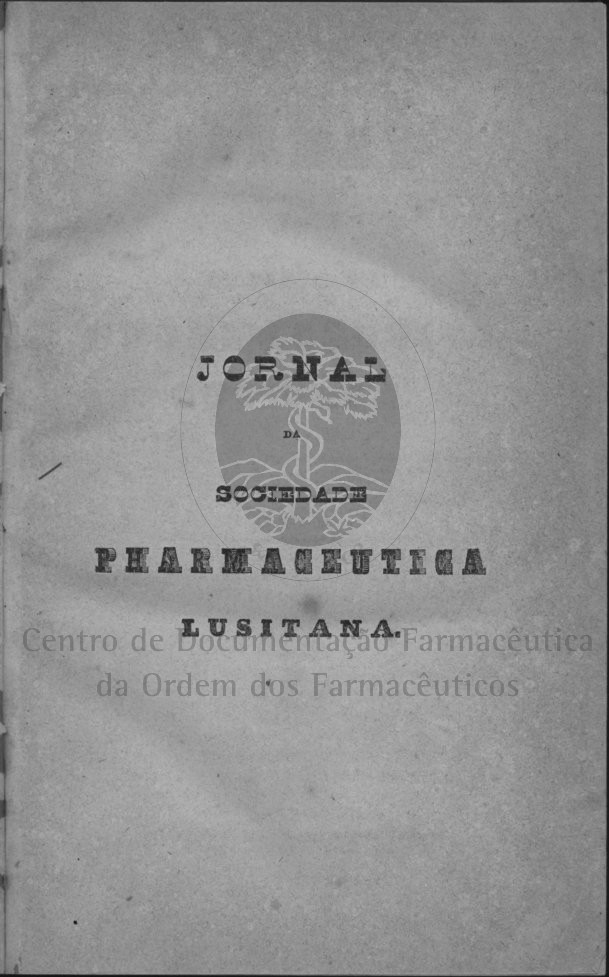 JORNAL
DA
SOCIEDADE
PHARMACEUTICA
LUSITANA.
Centro de Documentação Farmacêutica
da Ordem dos Farmacêuticos